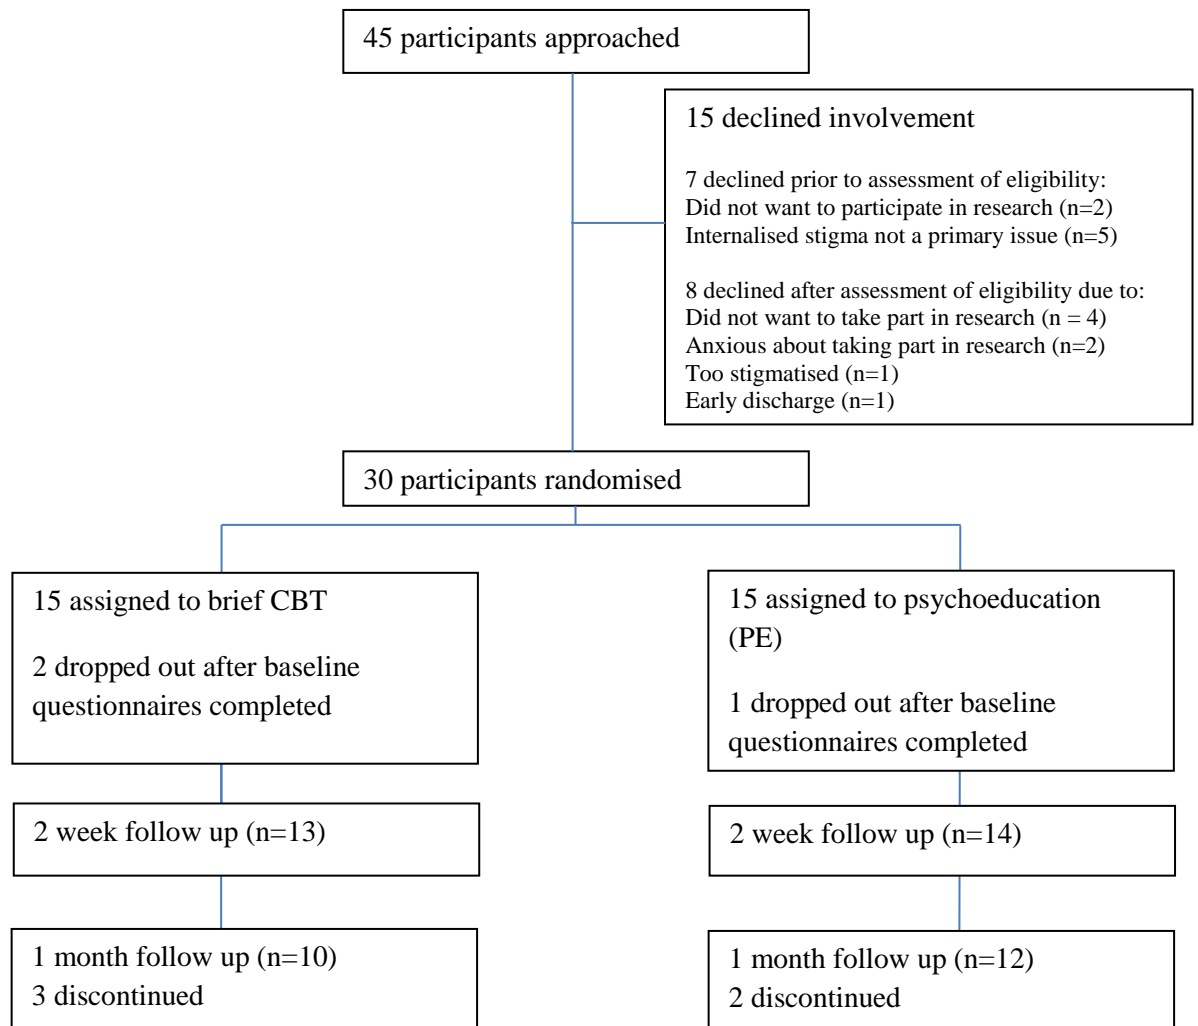 45 participants approached
15 declined involvement
7 declined prior to assessment of eligibility:
Did not want to participate in research (n=2)
Internalised stigma not a primary issue (n=5)
8 declined after assessment of eligibility due to:
Did not want to take part in research (n = 4)
Anxious about taking part in research (n=2)
Too stigmatised (n=1)
Early discharge (n=1)
30 participants randomised
15 assigned to brief CBT
2 dropped out after baseline
questionnaires completed
15 assigned to psychoeducation
(PE)
1 dropped out after baseline
questionnaires completed
2 week follow up (n=13)
2 week follow up (n=14)
1 month follow up (n=10)
3 discontinued
1 month follow up (n=12)
2 discontinued